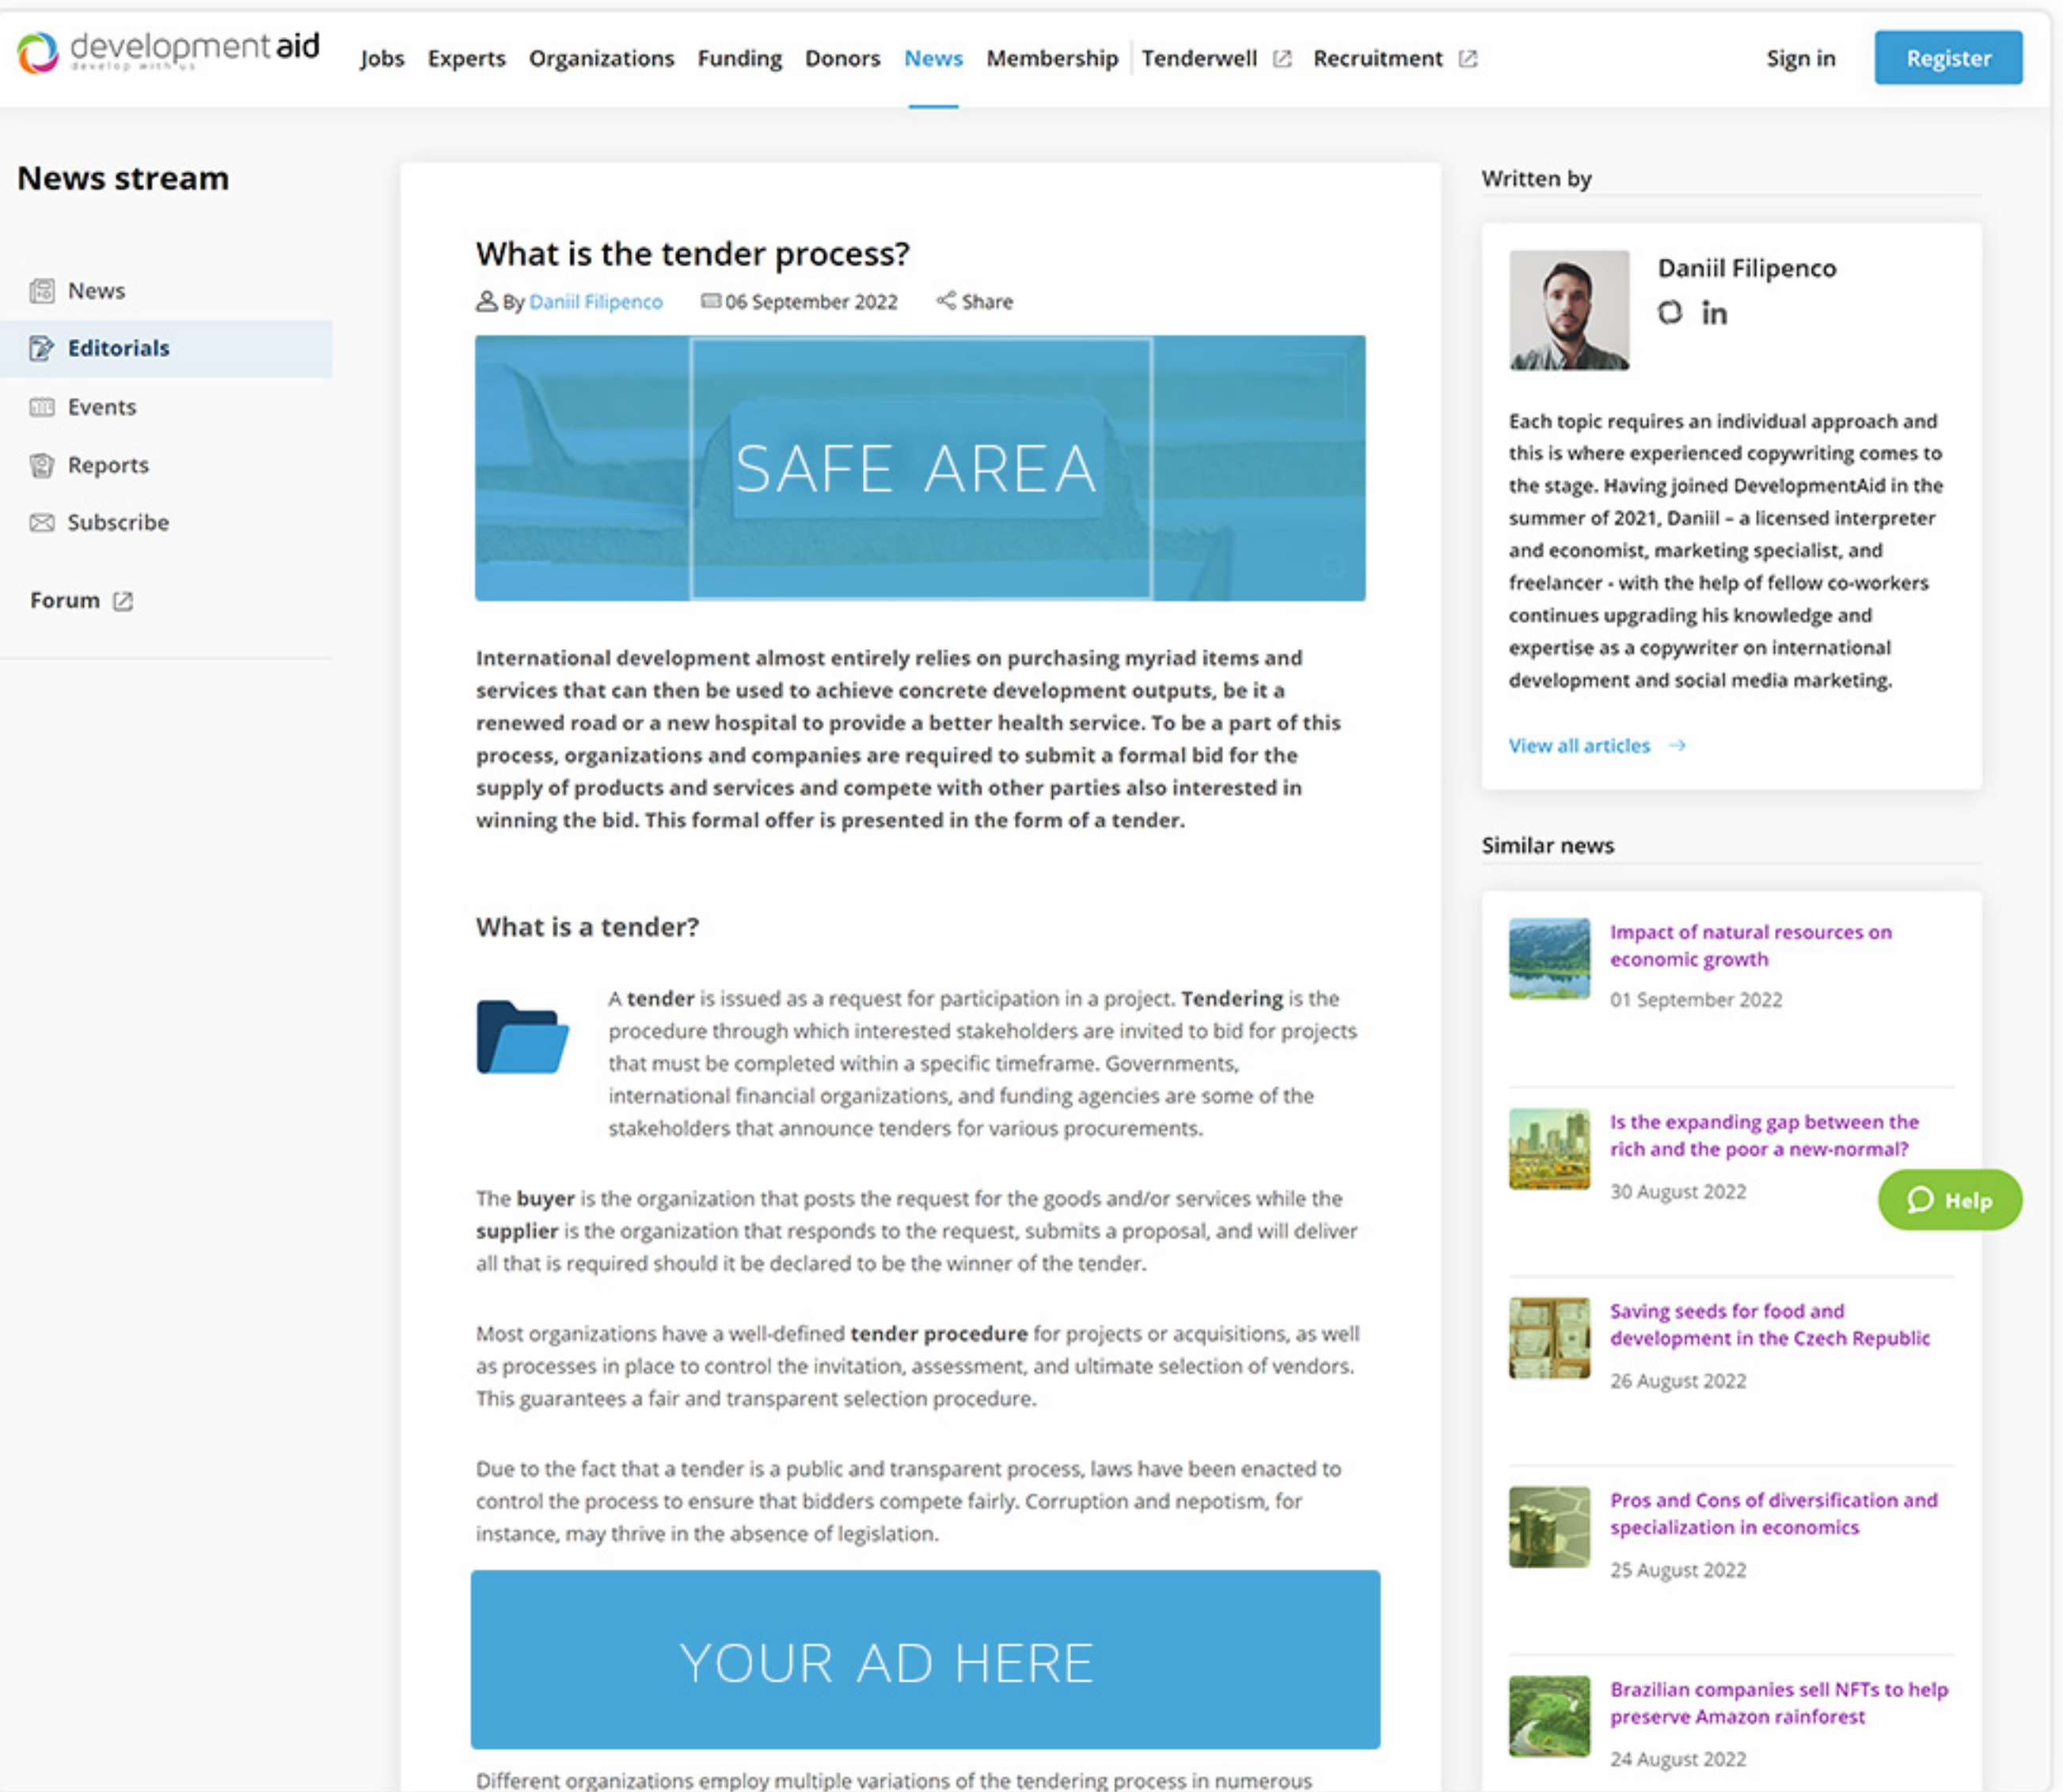 development aid
develop with us
Jobs Experts Organizations Funding Donors News Membership Tenderwell Recruitment
Sign in
Register
News stream
News
Editorials
Events
Reports
Subscribe
Forum
What is the tender process?
By Daniil Filipenco 06 September 2022 Share
SAFE AREA
International development almost entirely relies on purchasing myriad items and
services that can then be used to achieve concrete development outputs, be it a
renewed road or a new hospital to provide a better health service. To be a part of this
process, organizations and companies are required to submit a formal bid for the
supply of products and services and compete with other parties also interested in
winning the bid. This formal offer is presented in the form of a tender.
What is a tender?
A tender is issued as a request for participation in a project. Tendering is the
procedure through which interested stakeholders are invited to bid for projects
that must be completed within a specific timeframe. Governments,
international financial organizations, and funding agencies are some of the
stakeholders that announce tenders for various procurements.
The buyer is the organization that posts the request for the goods and/or services while the
supplier is the organization that responds to the request, submits a proposal, and will deliver
all that is required should it be declared to be the winner of the tender.
Most organizations have a well-defined tender procedure for projects or acquisitions, as well
as processes in place to control the invitation, assessment, and ultimate selection of vendors.
This guarantees a fair and transparent selection procedure.
Due to the fact that a tender is a public and transparent process, laws have been enacted to
control the process to ensure that bidders compete fairly. Corruption and nepotism, for
instance, may thrive in the absence of legislation.
YOUR AD HERE
Different organizations employ multiple variations of the tendering process in numerous
Written by
Daniil Filipenco
in
Each topic requires an individual approach and
this is where experienced copywriting comes to
the stage. Having joined DevelopmentAid in the
summer of 2021, Daniil – a licensed interpreter
and economist, marketing specialist, and
freelancer - with the help of fellow co-workers
continues upgrading his knowledge and
expertise as a copywriter on international
development and social media marketing.
View all articles →
Similar news
Impact of natural resources on
economic growth
01 September 2022
Is the expanding gap between the
rich and the poor a new-normal?
30 August 2022
Help
Saving seeds for food and
development in the Czech Republic
26 August 2022
Pros and Cons of diversification and
specialization in economics
25 August 2022
Brazilian companies sell NFTs to help
preserve Amazon rainforest
24 August 2022